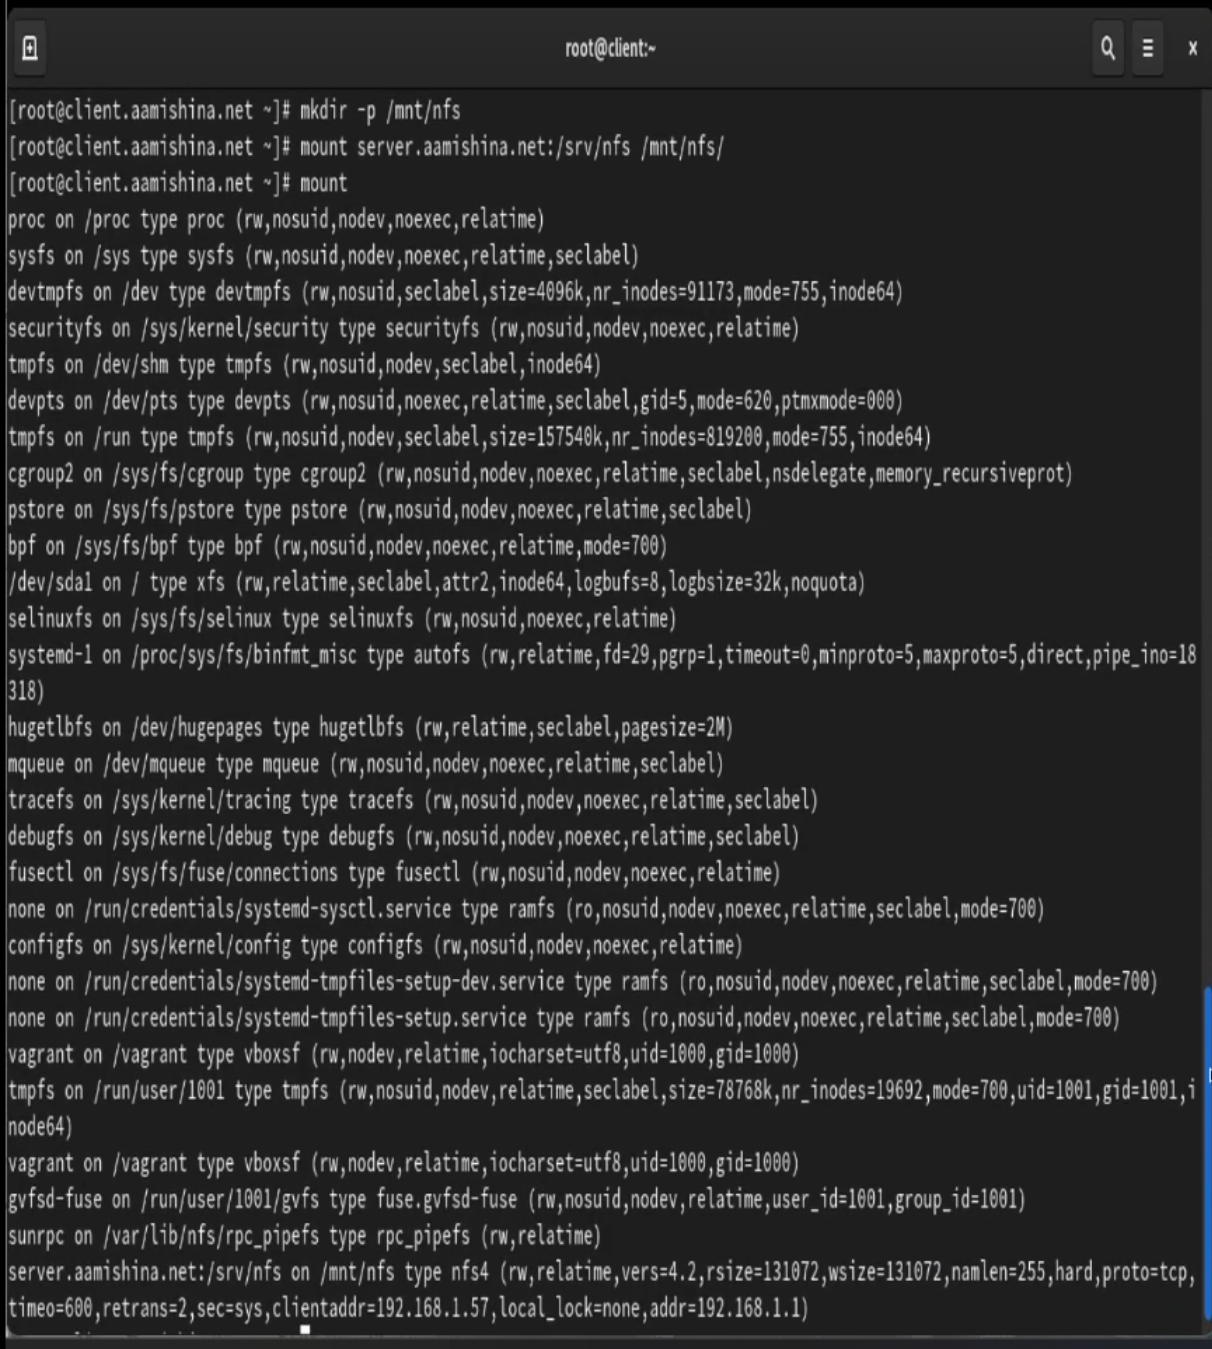 root@client:~
[root@client.aamishina.net ~]# mkdir -p /mnt/nfs
[root@client.aamishina.net ~]# mount server.aamishina.net:/srv/nfs /mnt/nfs/
[root@client.aamishina.net ~]# mount
proc on /proc type proc (rw,nosuid,nodev,noexec,relatime)
sysfs on /sys type sysfs (rw,nosuid,nodev,noexec,relatime,seclabel)
devtmpfs on /dev type devtmpfs (rw,nosuid,seclabel,size=4096k,nr_inodes=91173,mode=755,inode64)
securityfs on /sys/kernel/security type securityfs (rw,nosuid,nodev,noexec,relatime)
tmpfs on /dev/shm type tmpfs (rw,nosuid,nodev,seclabel,inode64)
devpts on /dev/pts type devpts (rw,nosuid,noexec,relatime,seclabel,gid=5,mode=620,ptmxmode=000)
tmpfs on /run type tmpfs (rw,nosuid,nodev,seclabel,size=157540k,nr_inodes=819200,mode=755,inode64)
cgroup2 on /sys/fs/cgroup type cgroup2 (rw,nosuid,nodev,noexec,relatime,seclabel,nsdelegate,memory_recursiveprot)
pstore on /sys/fs/pstore type pstore (rw,nosuid,nodev,noexec,relatime,seclabel)
bpf on /sys/fs/bpf type bpf (rw,nosuid,nodev,noexec,relatime,mode=700)
/dev/sda1 on / type xfs (rw,relatime,seclabel,attr2,inode64,logbufs=8,logbsize=32k,noquota)
selinuxfs on /sys/fs/selinux type selinuxfs (rw,nosuid,noexec,relatime)
systemd-1 on /proc/sys/fs/binfmt_misc type autofs (rw,relatime,fd=29,pgrp=1,timeout=0,minproto=5,maxproto=5,direct,pipe_ino=18
318)
hugetlbfs on /dev/hugepages type hugetlbfs (rw,relatime,seclabel,pagesize=2M)
mqueue on /dev/mqueue type mqueue (rw,nosuid,nodev,noexec,relatime,seclabel)
tracefs on /sys/kernel/tracing type tracefs (rw,nosuid,nodev,noexec,relatime,seclabel)
debugfs on /sys/kernel/debug type debugfs (rw,nosuid,nodev,noexec,relatime,seclabel)
fusectl on /sys/fs/fuse/connections type fusectl (rw,nosuid,nodev,noexec,relatime)
none on /run/credentials/systemd-sysctl.service type ramfs (ro,nosuid,nodev,noexec,relatime,seclabel,mode=700)
configfs on /sys/kernel/config type configfs (rw,nosuid,nodev,noexec,relatime)
none on /run/credentials/systemd-tmpfiles-setup-dev.service type ramfs (ro,nosuid,nodev,noexec,relatime,seclabel,mode=700)
none on /run/credentials/systemd-tmpfiles-setup.service type ramfs (ro,nosuid,nodev,noexec,relatime,seclabel,mode=700)
vagrant on /vagrant type vboxsf (rw,nodev,relatime,iocharset=utf8,uid=1000,gid=1000)
tmpfs on /run/user/1001 type tmpfs (rw,nosuid,nodev,relatime,seclabel,size=78768k,nr_inodes=19692,mode=700,uid=1001,gid=1001,i
node64)
vagrant on /vagrant type vboxsf (rw,nodev,relatime,iocharset=utf8,uid=1000,gid=1000)
gvfsd-fuse on /run/user/1001/gvfs type fuse.gvfsd-fuse (rw,nosuid,nodev,relatime,user_id=1001,group_id=1001)
sunrpc on /var/lib/nfs/rpc_pipefs type rpc_pipefs (rw,relatime)
server.aamishina.net:/srv/nfs on /mnt/nfs type nfs4 (rw,relatime,vers=4.2,rsize=131072,wsize=131072,namlen=255,hard,proto=tcp,
timeo=600,retrans=2,sec=sys,clientaddr=192.168.1.57,local_lock=none,addr=192.168.1.1)